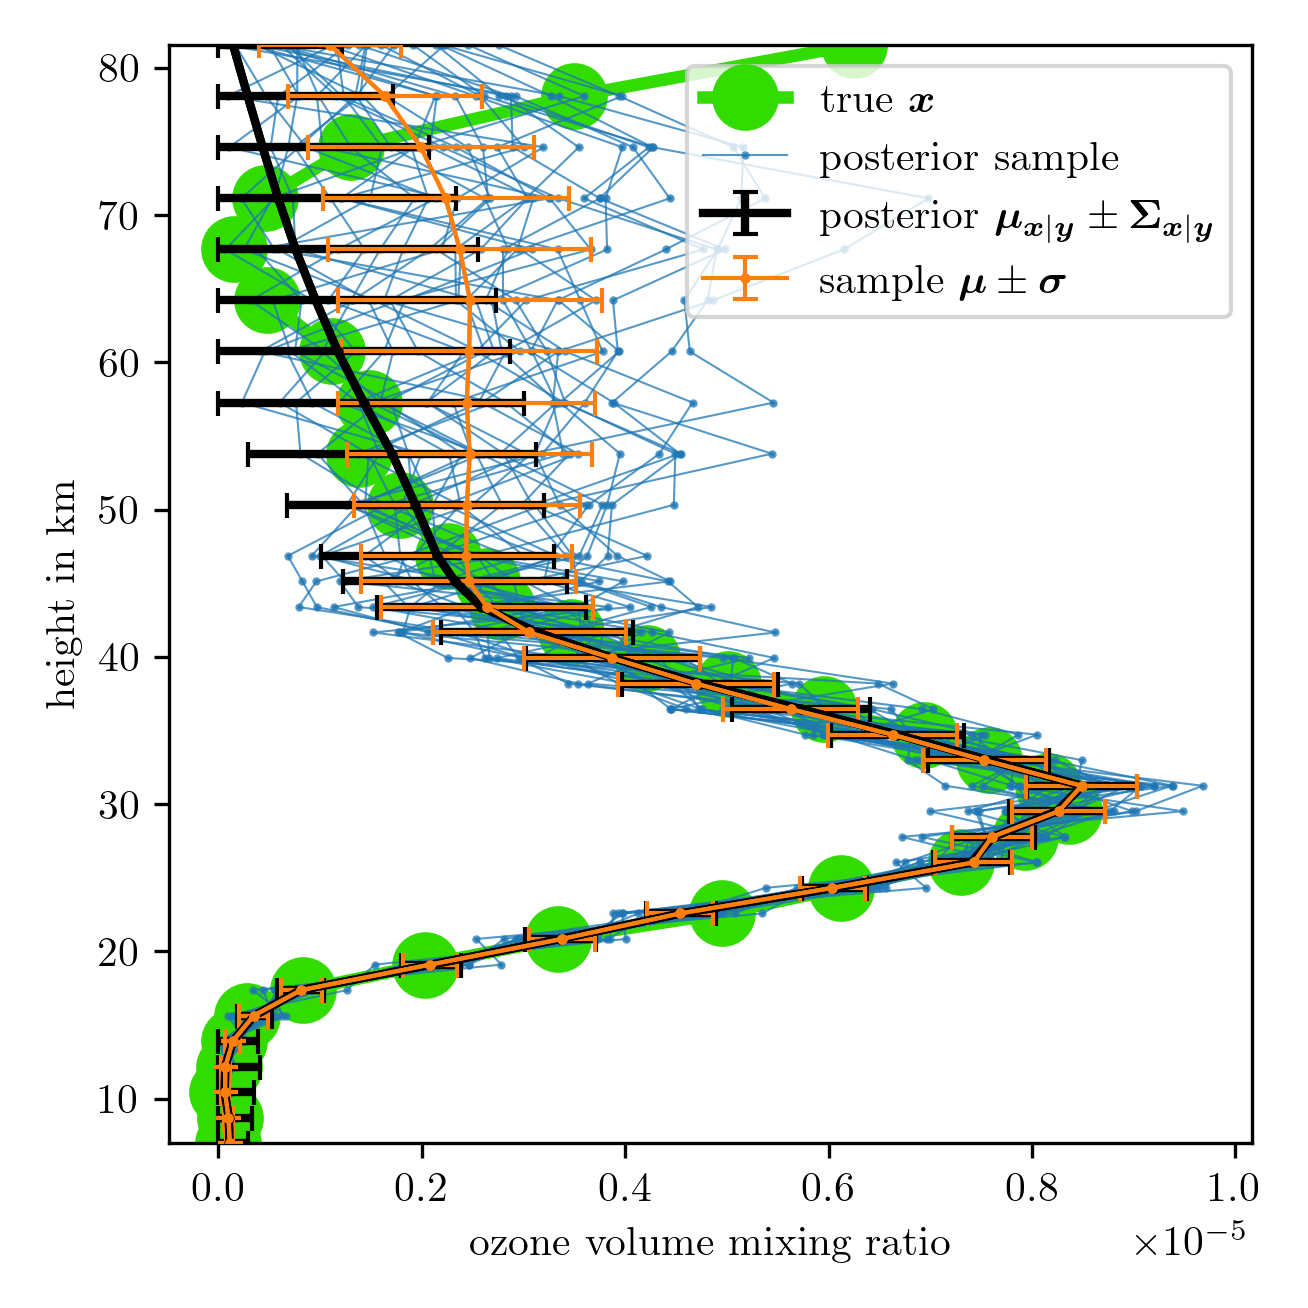 true x
posterior sample
posterior μx|y ± Σx|y
sample μ ± σ
80
70
60
50
40
30
20
10
height in km
0.0 0.2 0.4 0.6 0.8 1.0
ozone volume mixing ratio
×10−5